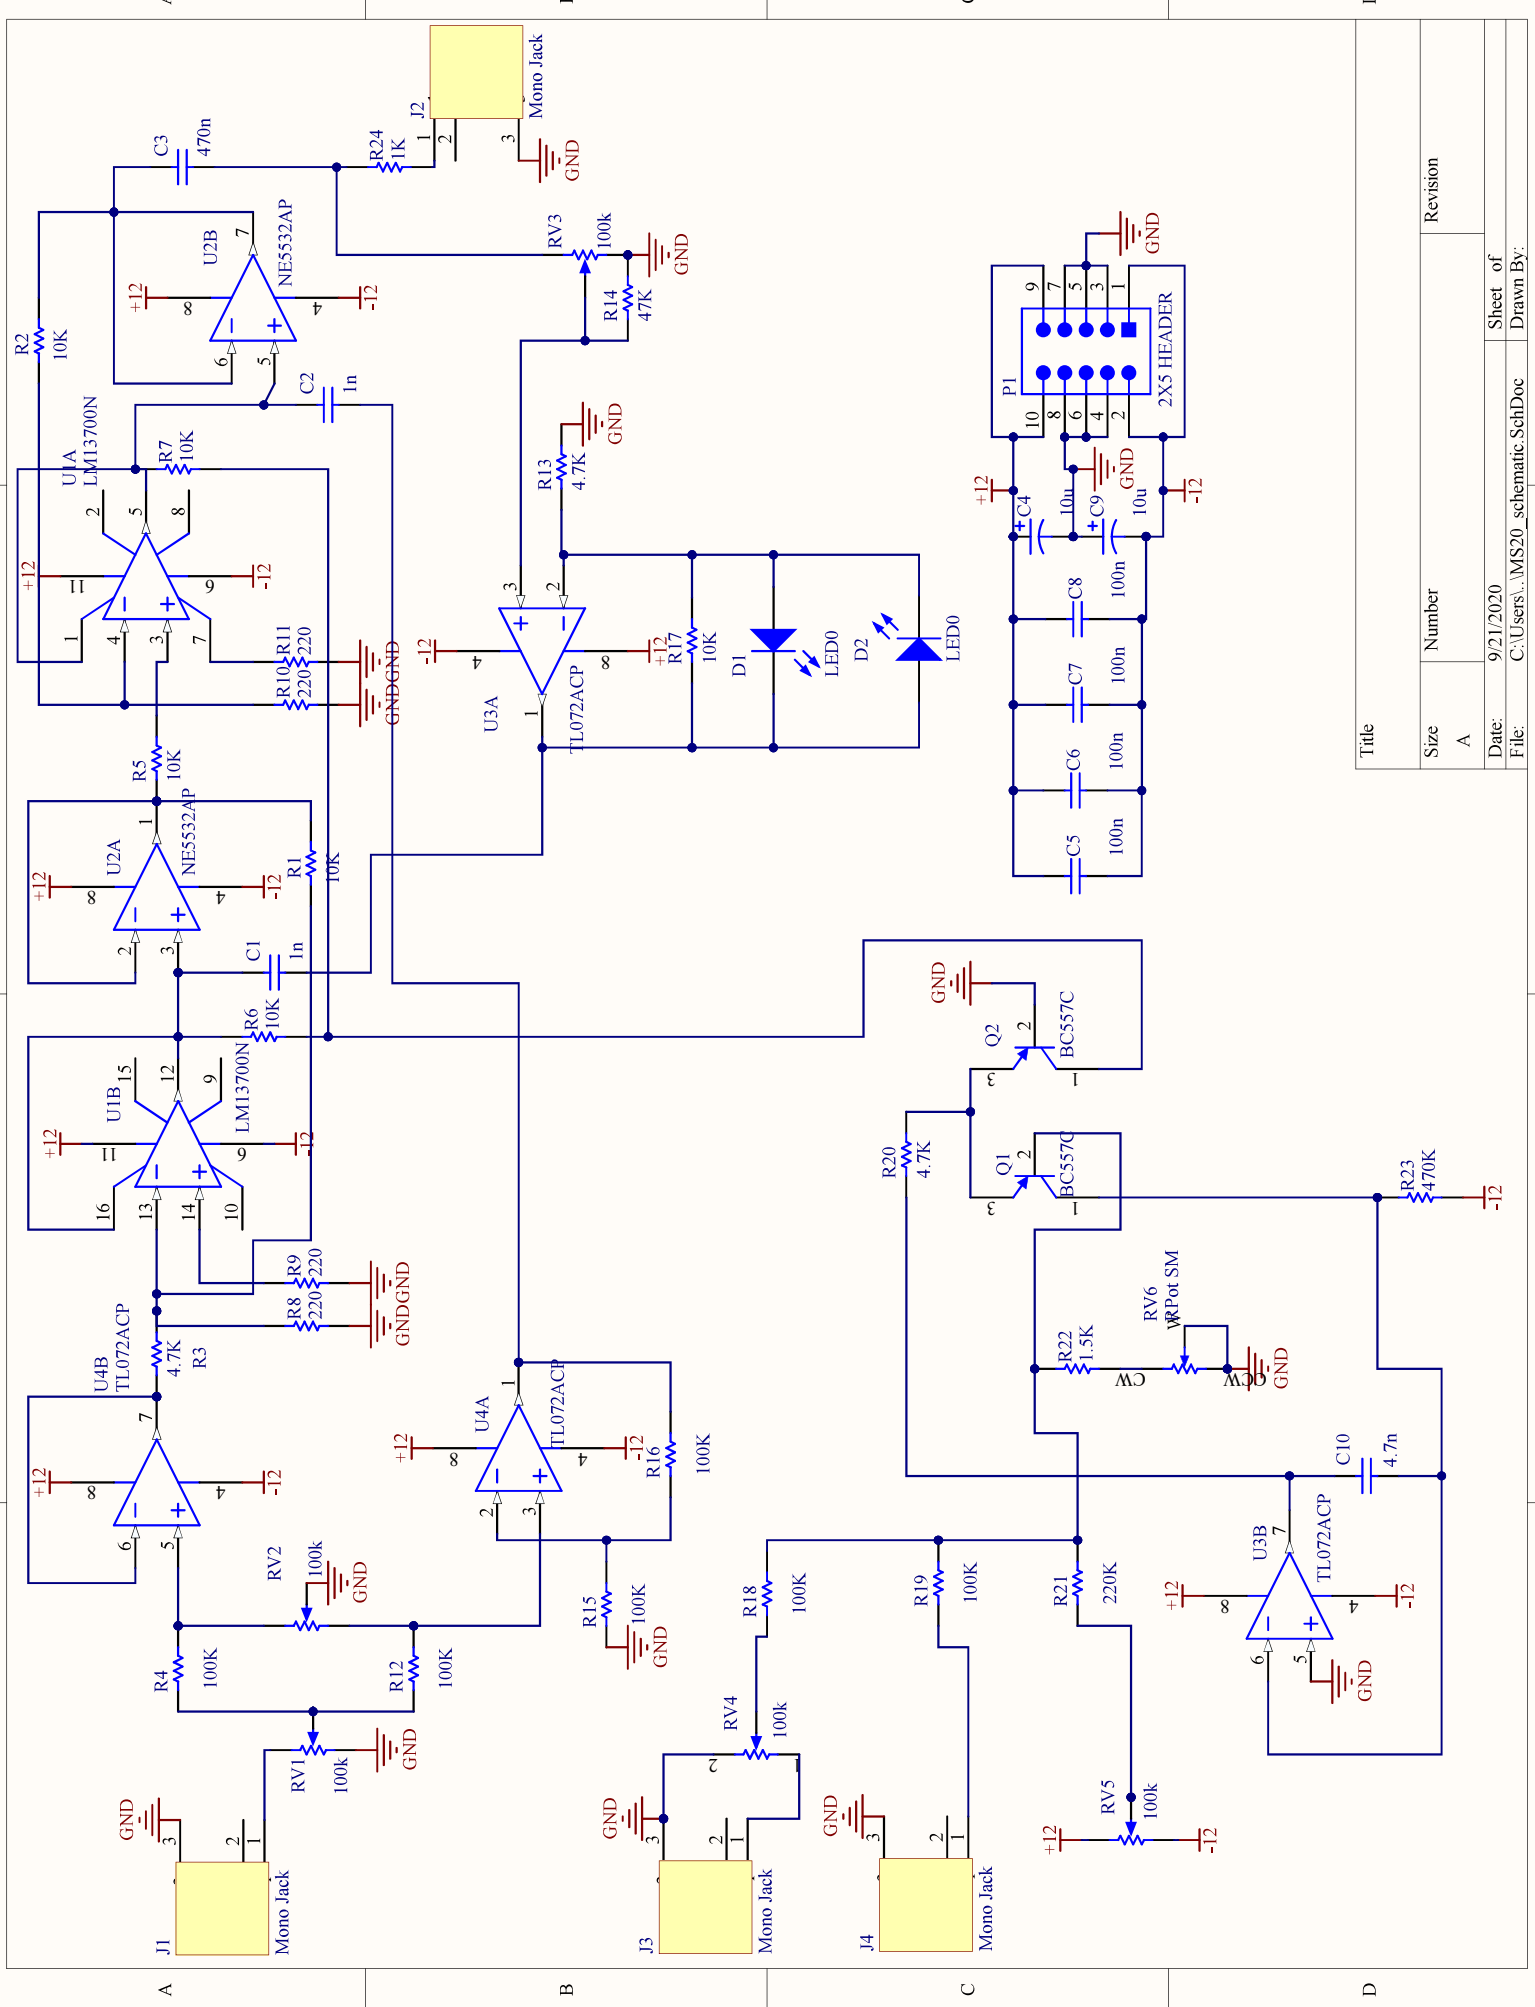 A
B
C
D
J1
Mono Jack
3
2
1
GND
RV1
100k
GND
R4
100K
R12
100K
RV2
100k
GND
U4B
TL072ACP
6
5
7
8
4
+12
-12
R3
4.7K
R8
220
GND
R9
220
GND
U1B
LM13700N
16
13
14
10
15
12
9
11
6
+12
-12
R6
10K
C1
1n
U2A
NE5532AP
2
3
1
8
4
+12
-12
R1
10K
R5
10K
R10
220
GND
R11
220
GND
U1A
LM13700N
1
4
3
7
2
5
8
11
6
+12
-12
R7
10K
R2
10K
C2
1n
U2B
NE5532AP
6
5
7
8
4
+12
-12
C3
470n
R24
1K
J2
Mono Jack
1
2
3
GND
RV3
100k
R14
47K
GND
R13
4.7K
GND
U3A
TL072ACP
3
2
1
4
8
-12
+12
R17
10K
D1
LED0
D2
LED0
U4A
TL072ACP
2
3
1
8
4
+12
-12
R15
100K
GND
R16
100K
J3
Mono Jack
3
2
1
GND
RV4
100k
2
1
R18
100K
J4
Mono Jack
3
2
1
GND
R19
100K
RV5
100k
+12
-12
R21
220K
R22
1.5K
RV6
RPot SM
CW
W
CCW
GND
U3B
TL072ACP
6
5
7
8
4
+12
-12
GND
C10
4.7n
R20
4.7K
Q1
BC557C
3
2
1
Q2
BC557C
3
2
1
GND
R23
470K
-12
C5
100n
C6
100n
C7
100n
C8
100n
C4
10u
C9
10u
+12
-12
GND
P1
2X5 HEADER
10
8
6
4
2
9
7
5
3
1
GND
Title
Size
A
Number
Revision
Date:
9/21/2020
Sheet of
File:
C:\Users\..\MS20_schematic.SchDoc
Drawn By: